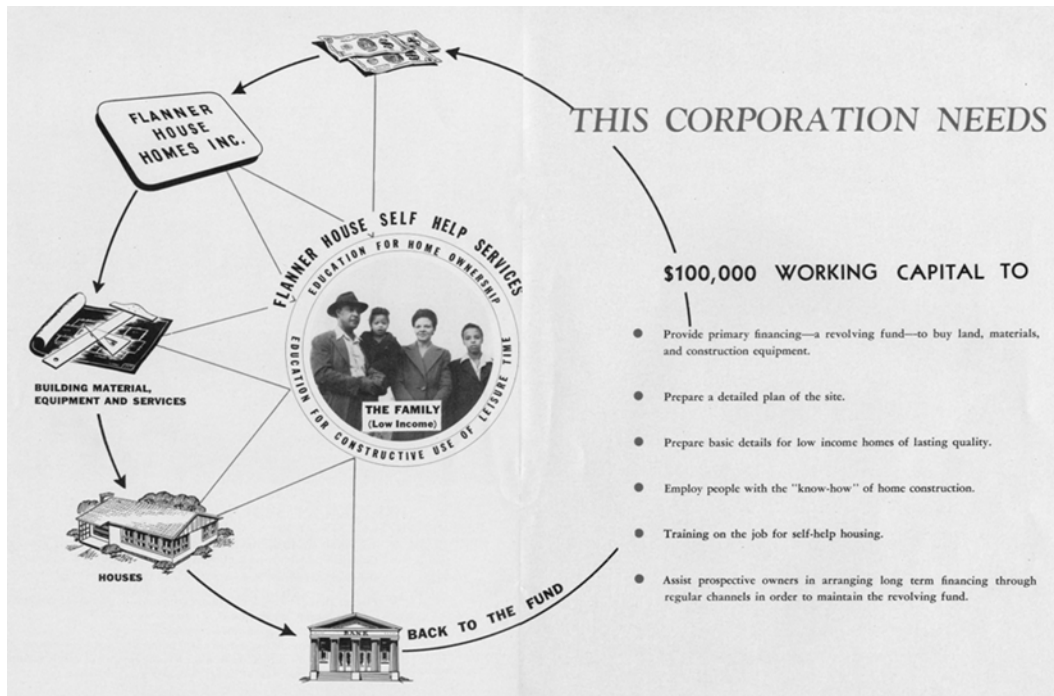 FLANNER
HOUSE
HOMES INC.
THIS CORPORATION NEEDS
FLANNER HOUSE SELF HELP SERVICES
EDUCATION FOR HOME OWNERSHIP
EDUCATION FOR CONSTRUCTIVE USE OF LEISURE TIME
THE FAMILY
(Low Income)
BUILDING MATERIAL,
EQUIPMENT AND SERVICES
HOUSES
BANK
BACK TO THE FUND
$100,000 WORKING CAPITAL TO
Provide primary financing—a revolving fund—to buy land, materials,
and construction equipment.
Prepare a detailed plan of the site.
Prepare basic details for low income homes of lasting quality.
Employ people with the "know-how" of home construction.
Training on the job for self-help housing.
Assist prospective owners in arranging long term financing through
regular channels in order to maintain the revolving fund.